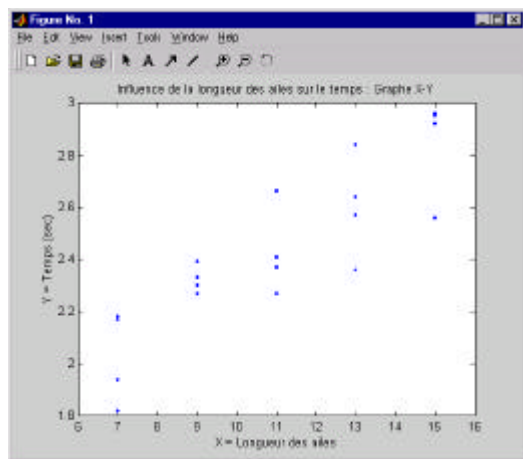 Figure No. 1
File Edit View Insert Tools Window Help
A
Influence de la longueur des ailes sur le temps : Graphe X-Y
3
2.8
2.6
2.4
2.2
2
1.8
Y = Temps (sec)
6 7 8 9 10 11 12 13 14 15 16
X = Longueur des ailes